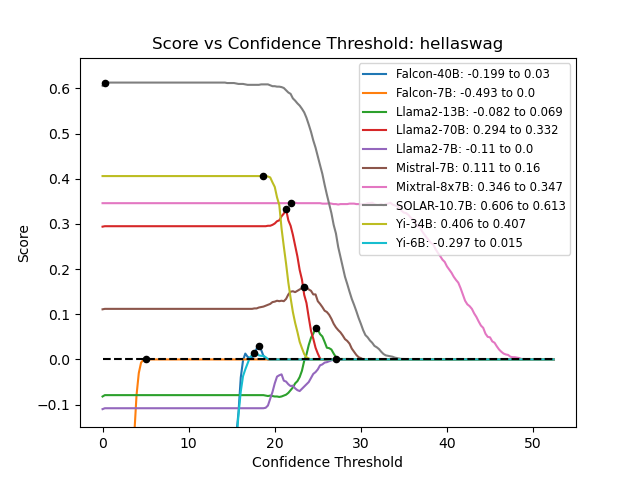 Score vs Confidence Threshold: hellaswag
Falcon-40B: -0.199 to 0.03
Falcon-7B: -0.493 to 0.0
Llama2-13B: -0.082 to 0.069
Llama2-70B: 0.294 to 0.332
Llama2-7B: -0.11 to 0.0
Mistral-7B: 0.111 to 0.16
Mixtral-8x7B: 0.346 to 0.347
SOLAR-10.7B: 0.606 to 0.613
Yi-34B: 0.406 to 0.407
Yi-6B: -0.297 to 0.015
Score
0.6
0.5
0.4
0.3
0.2
0.1
0.0
−0.1
0 10 20 30 40 50
Confidence Threshold